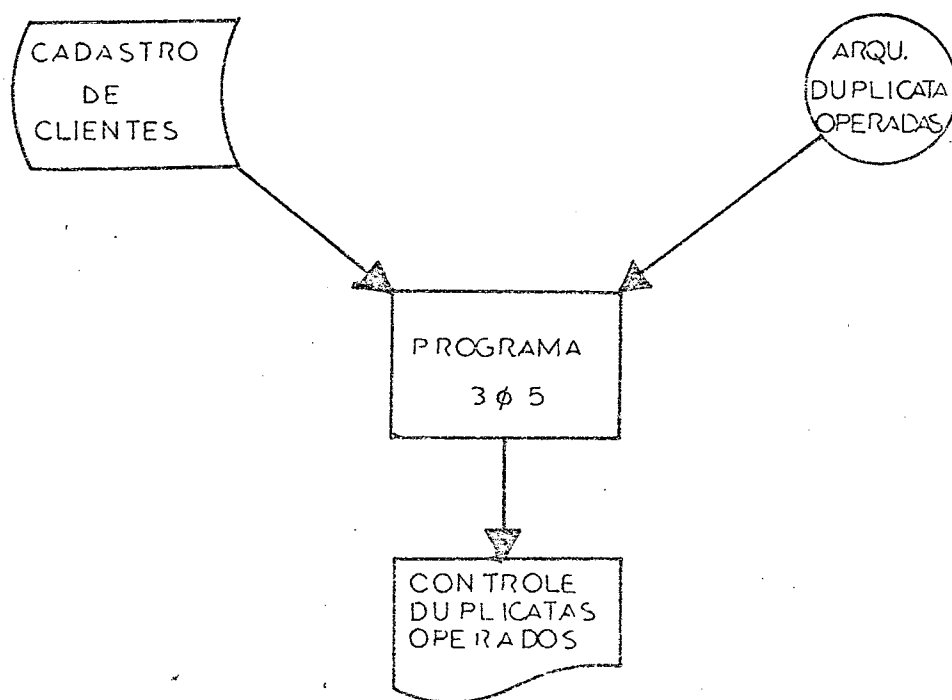 CADASTRO
DE
CLIENTES
ARQU.
DUPLICATA
OPERADAS
PROGRAMA
3φ5
CONTROLE
DUPLICATAS
OPERADOS